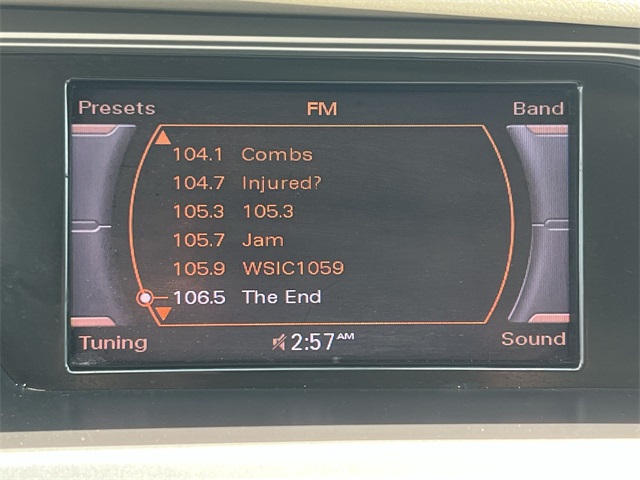 Presets FM Band
104.1 Combs
104.7 Injured?
105.3 105.3
105.7 Jam
105.9 WSIC1059
106.5 The End
Tuning 2:57 AM Sound